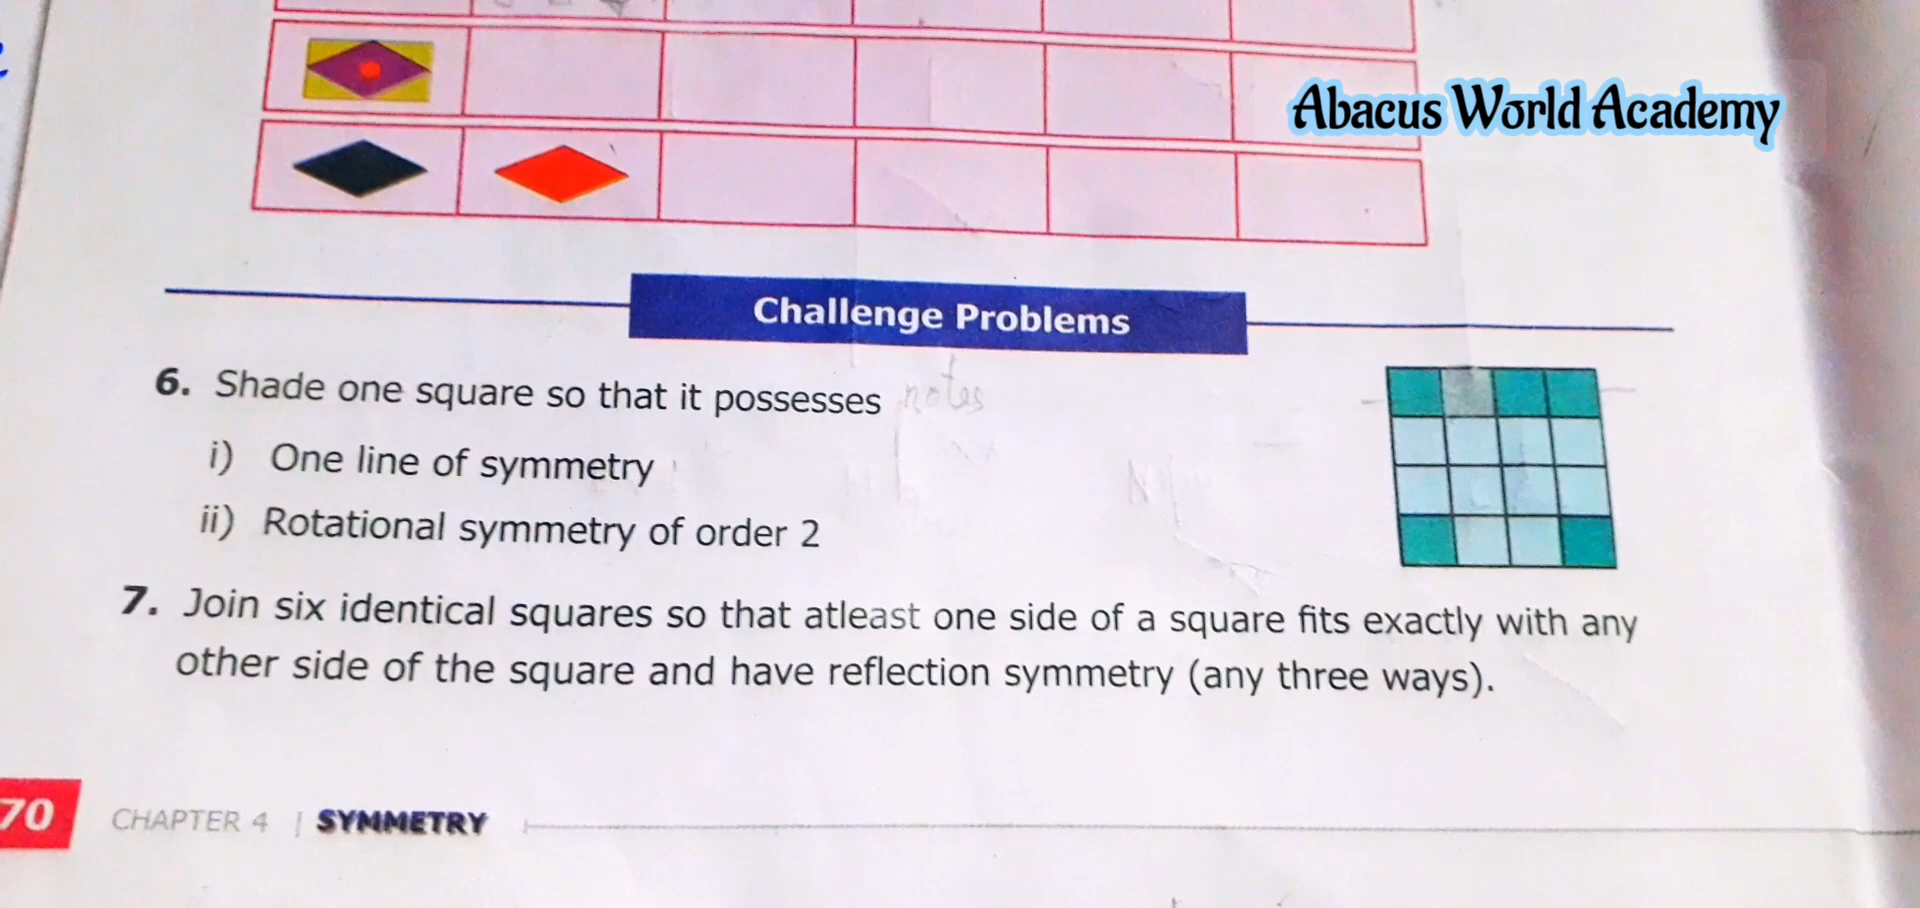 Abacus World Academy
Challenge Problems
6. Shade one square so that it possesses notes
i) One line of symmetry
ii) Rotational symmetry of order 2
7. Join six identical squares so that atleast one side of a square fits exactly with any
other side of the square and have reflection symmetry (any three ways).
70 CHAPTER 4 | SYMMETRY